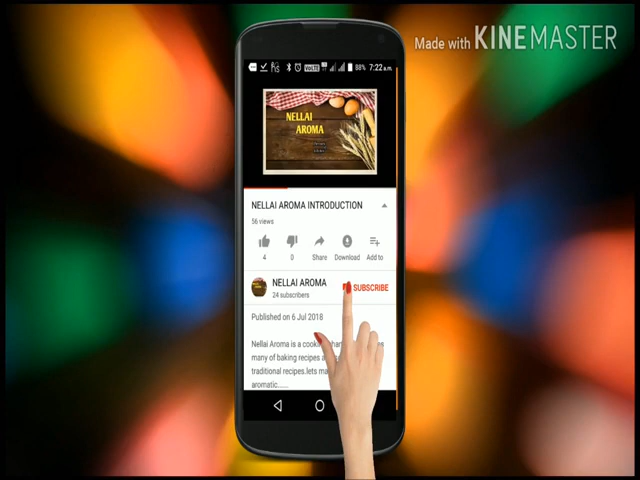 Made with KINEMASTER
VoLTE 88% 7:22 a.m.
NELLAI
AROMA
NELLAI AROMA INTRODUCTION
56 views
4 0 Share Download Add to
NELLAI AROMA SUBSCRIBE
24 subscribers
Published on 6 Jul 2018
Nellai Aroma is a
many of baking recipes
traditional recipes.lets
aromatic......